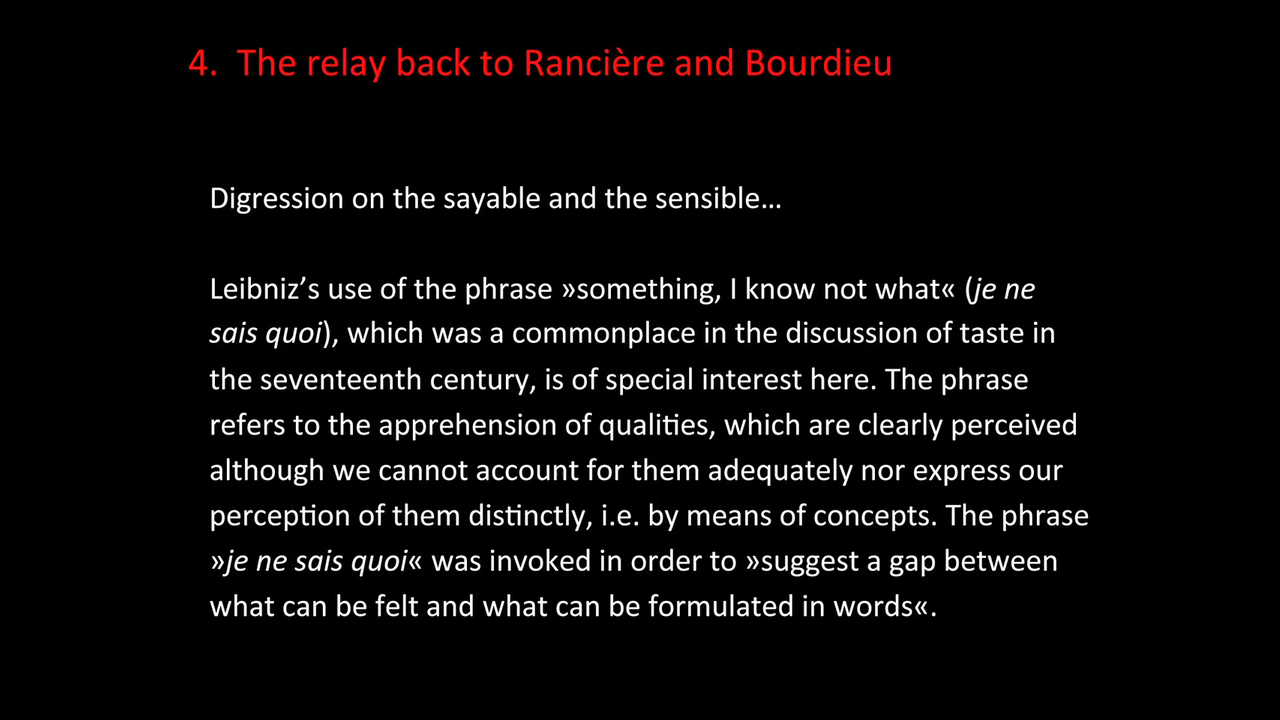 4. The relay back to Rancière and Bourdieu
Digression on the sayable and the sensible…
Leibniz’s use of the phrase »something, I know not what« (je ne
sais quoi), which was a commonplace in the discussion of taste in
the seventeenth century, is of special interest here. The phrase
refers to the apprehension of qualities, which are clearly perceived
although we cannot account for them adequately nor express our
perception of them distinctly, i.e. by means of concepts. The phrase
»je ne sais quoi« was invoked in order to »suggest a gap between
what can be felt and what can be formulated in words«.